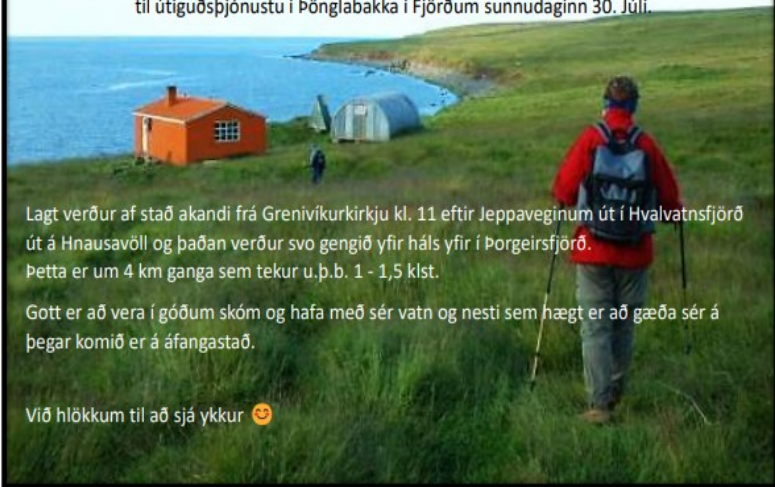 til útiguðsþjónustu í Þönglabakka í Fjörðum sunnudaginn 30. Júlí.
Lagt verður af stað akandi frá Grenivíkurkirkju kl. 11 eftir Jeppaveginum út í Hvalvatnsfjörð
út á Hnausavöll og þaðan verður svo gengið yfir háls yfir í Þorgeirsfjörð.
Þetta er um 4 km ganga sem tekur u.þ.b. 1 - 1,5 klst.
Gott er að vera í góðum skóm og hafa með sér vatn og nesti sem hægt er að gæða sér á
þegar komið er á áfangastað.
Við hlökkum til að sjá ykkur 😊